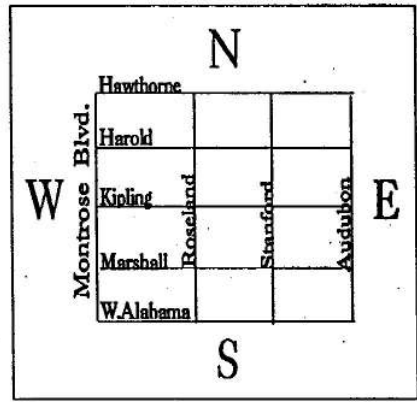 N
Hawthorne
Harold
Montrose Blvd.
W
Kipling
Roseland
Stanford
Audubon
E
Marshall
W.Alabama
S